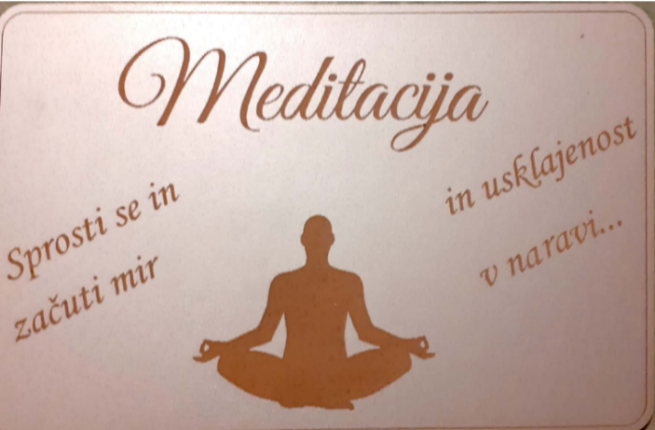 Meditacija
Sprosti se in
začuti mir
in usklajenost
v naravi...